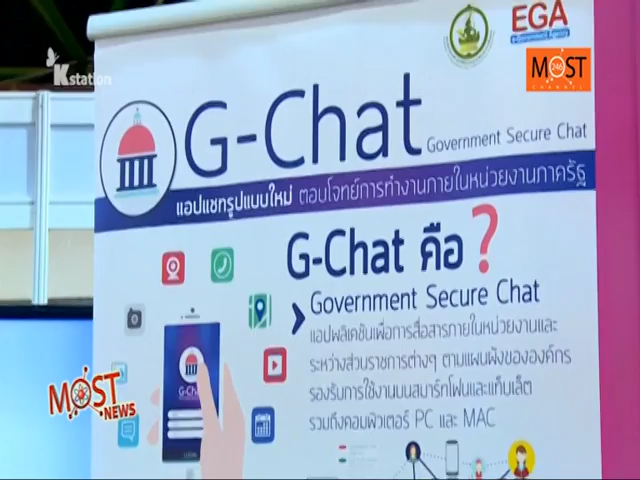 EGA
e-Government Agency
MOST
246
CHANNEL
Kstation
G-Chat
Government Secure Chat
แอปแชทรูปแบบใหม่ ตอบโจทย์การทำงานภายในหน่วยงานภาครัฐ
G-Chat คือ ?
Government Secure Chat
แอปพลิเคชันเพื่อการสื่อสารภายในหน่วยงานและ
ระหว่างส่วนราชการต่างๆ ตามแผนผังขององค์กร
รองรับการใช้งานบนสมาร์ทโฟนและแท็บเล็ต
รวมถึงคอมพิวเตอร์ PC และ MAC
G-Chat
MOST
NEWS